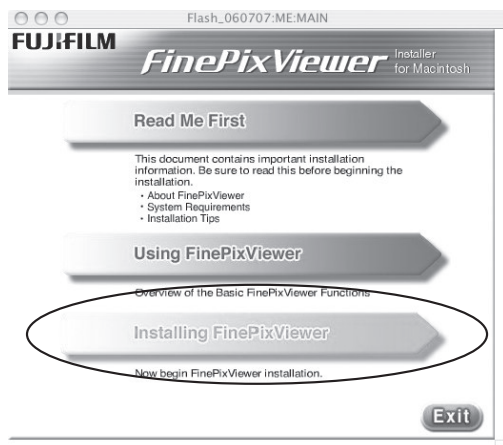 Flash_060707:ME:MAIN
FUJIFILM
FinePixViewer
Installer
for Macintosh
Read Me First
This document contains important installation
information. Be sure to read this before beginning the
installation.
・About FinePixViewer
・System Requirements
・Installation Tips
Using FinePixViewer
Overview of the Basic FinePixViewer Functions
Installing FinePixViewer
Now begin FinePixViewer installation.
Exit